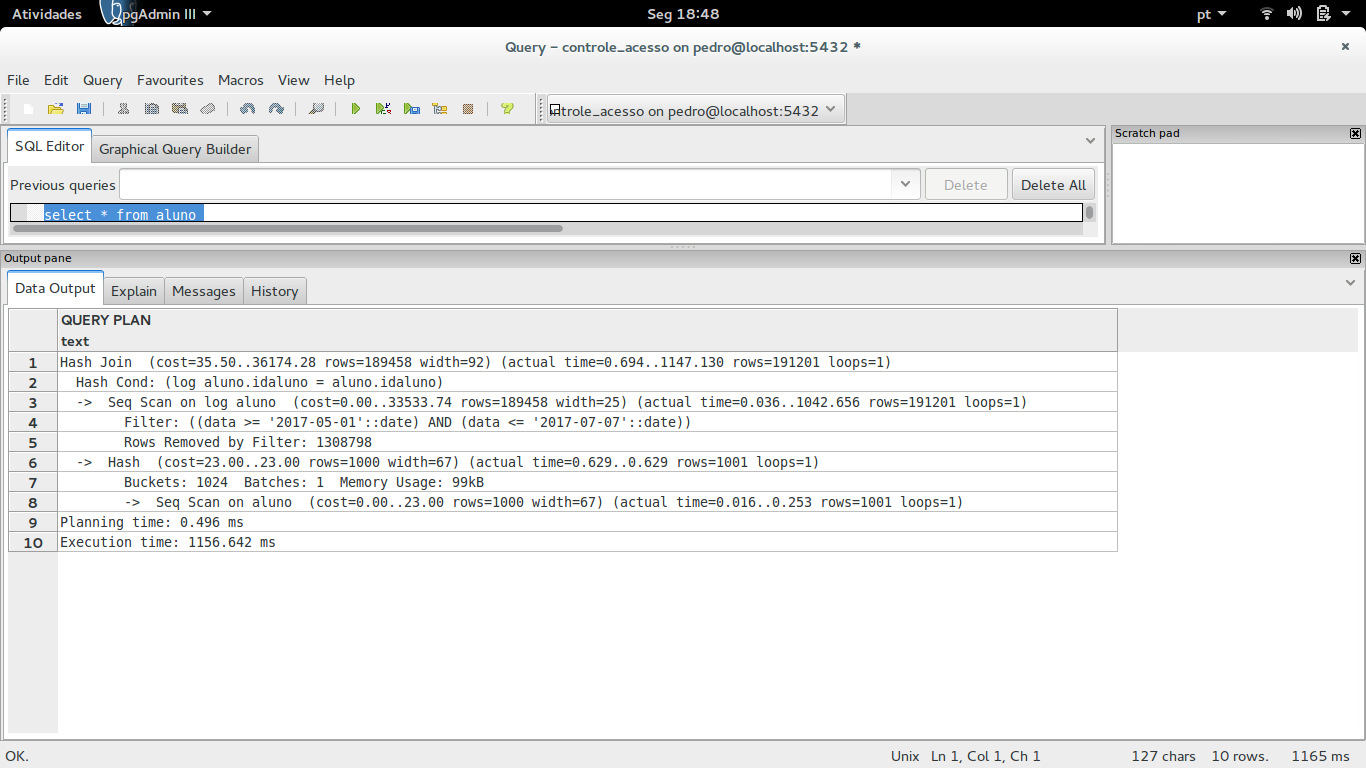 Atividades pgAdmin III Seg 18:48 pt
Query - controle_acesso on pedro@localhost:5432 *
File Edit Query Favourites Macros View Help
ntrole_acesso on pedro@localhost:5432
SQL Editor Graphical Query Builder
Scratch pad
Previous queries Delete Delete All
select * from aluno
Output pane
Data Output Explain Messages History
QUERY PLAN
text
1 Hash Join (cost=35.50..36174.28 rows=189458 width=92) (actual time=0.694..1147.130 rows=191201 loops=1)
2 Hash Cond: (log aluno.idaluno = aluno.idaluno)
3 -> Seq Scan on log aluno (cost=0.00..33533.74 rows=189458 width=25) (actual time=0.036..1042.656 rows=191201 loops=1)
4 Filter: ((data >= '2017-05-01'::date) AND (data <= '2017-07-07'::date))
5 Rows Removed by Filter: 1308798
6 -> Hash (cost=23.00..23.00 rows=1000 width=67) (actual time=0.629..0.629 rows=1001 loops=1)
7 Buckets: 1024 Batches: 1 Memory Usage: 99kB
8 -> Seq Scan on aluno (cost=0.00..23.00 rows=1000 width=67) (actual time=0.016..0.253 rows=1001 loops=1)
9 Planning time: 0.496 ms
10 Execution time: 1156.642 ms
OK. Unix Ln 1, Col 1, Ch 1 127 chars 10 rows. 1165 ms